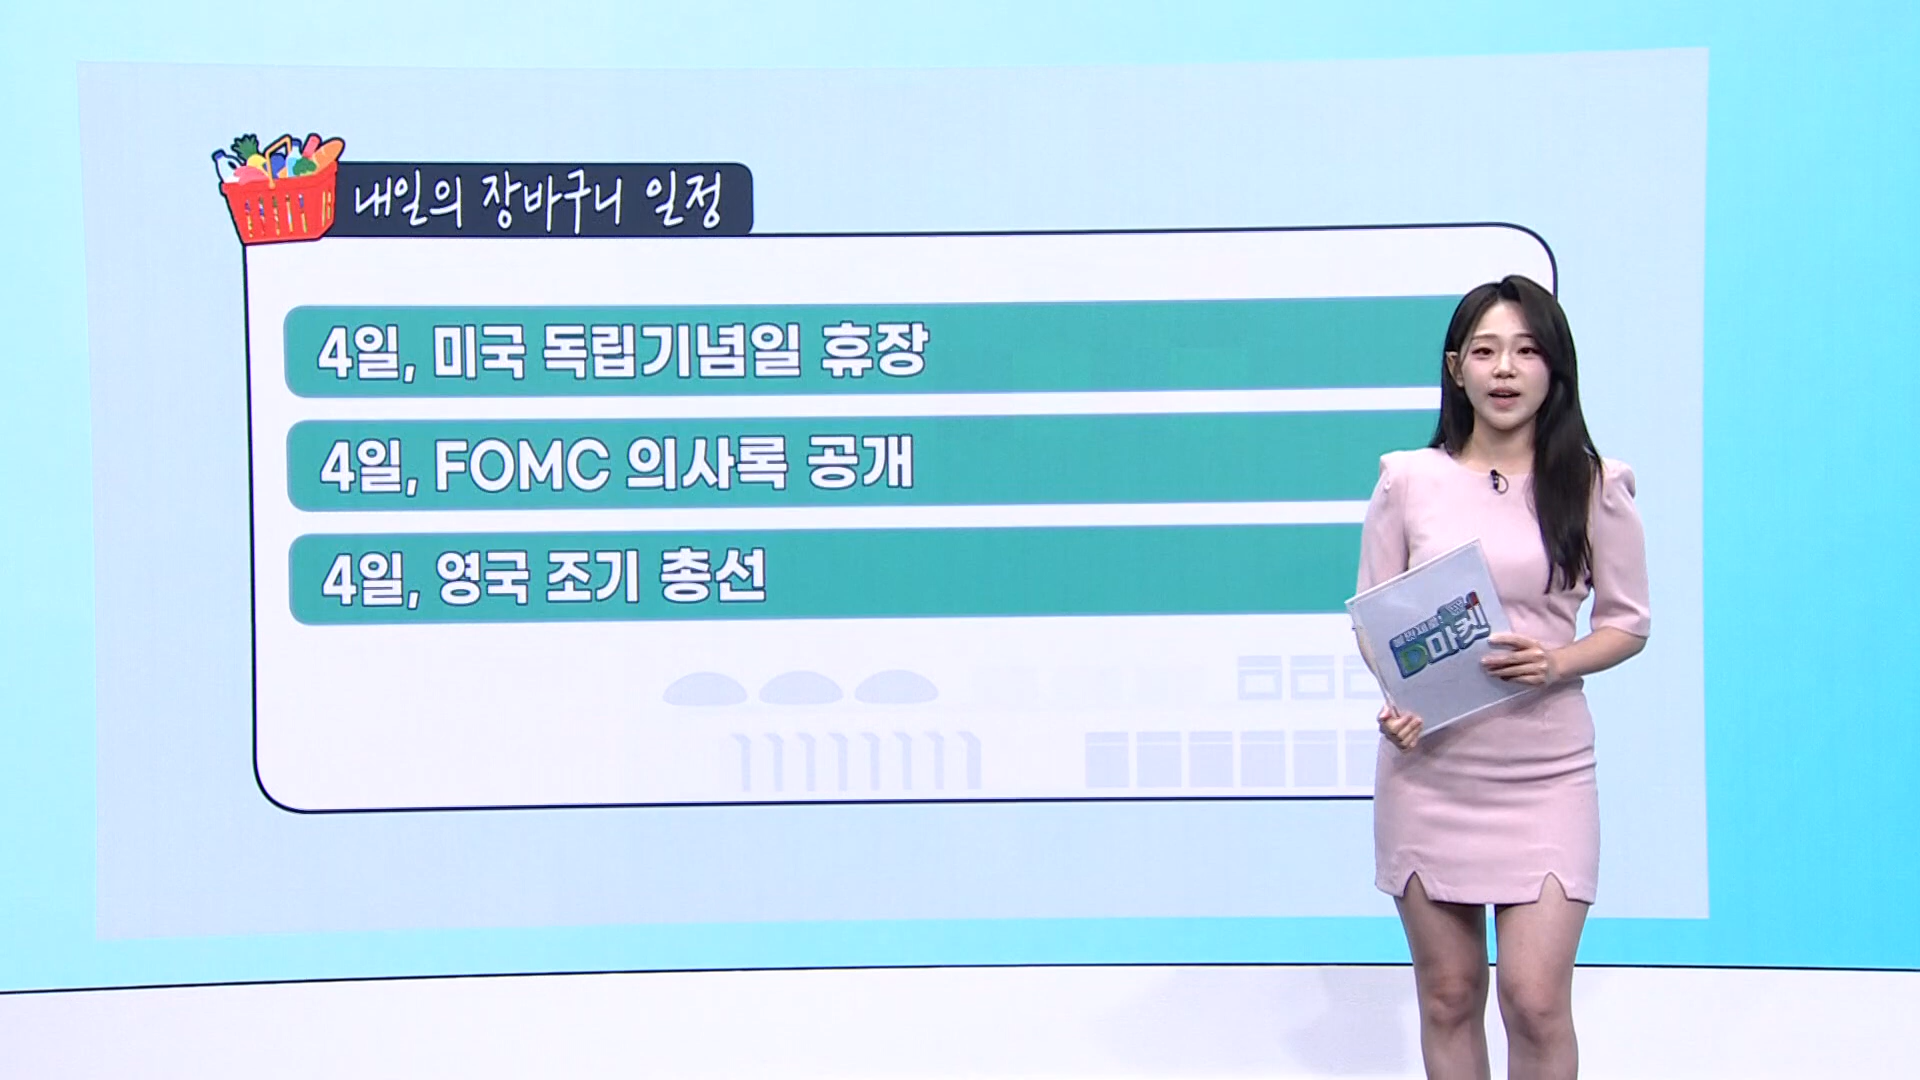 내일의 장바구니 일정
4일, 미국 독립기념일 휴장
4일, FOMC 의사록 공개
4일, 영국 조기 총선
D마켓